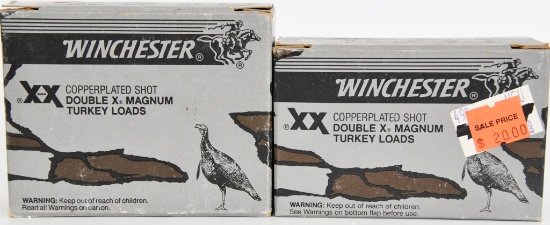 WINCHESTER®
®XX COPPERPLATED SHOT
DOUBLE X® MAGNUM
TURKEY LOADS
WARNING: Keep out of reach of children.
Read all Warnings on carton.
WINCHESTER®
®XX COPPERPLATED SHOT
DOUBLE X® MAGNUM
TURKEY LOADS
SALE PRICE
$ 20.00
WARNING: Keep out of reach of children.
See Warnings on bottom flap before use.